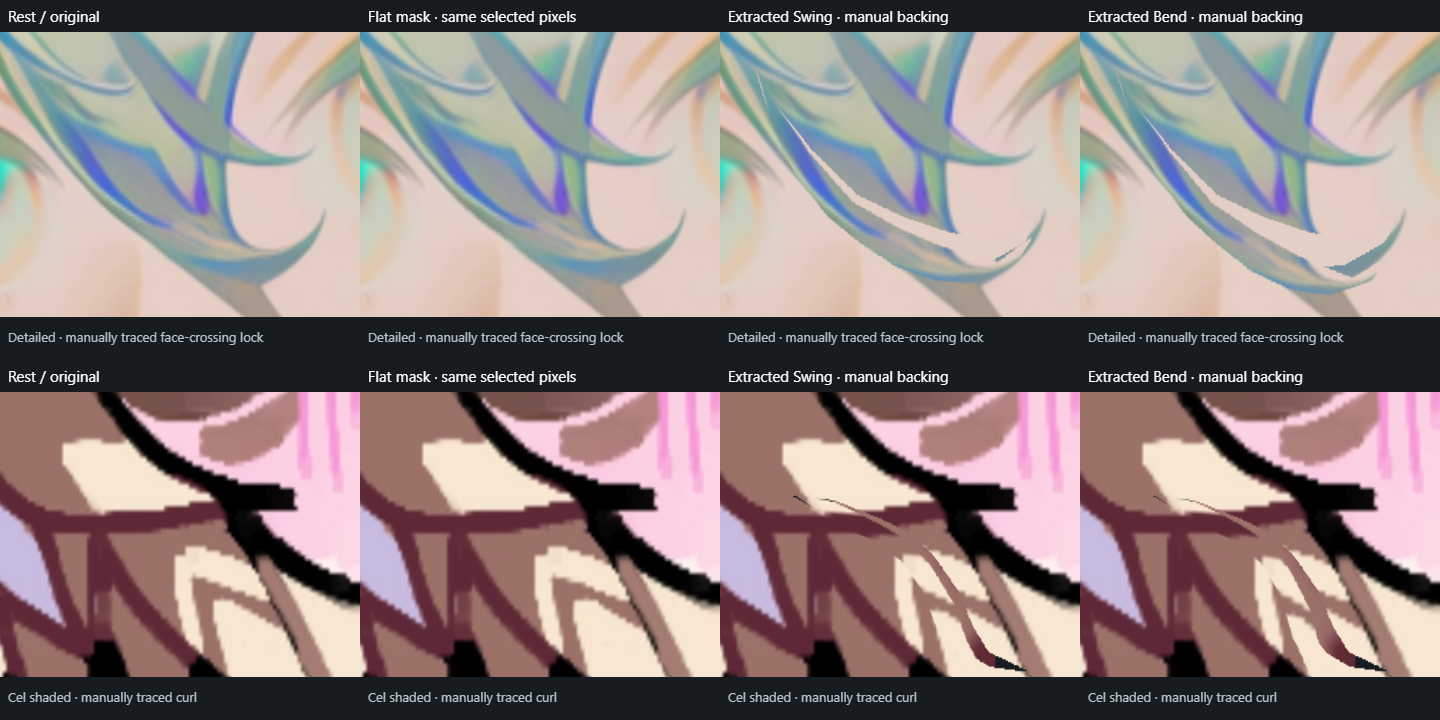 Rest / original
Flat mask · same selected pixels
Extracted Swing · manual backing
Extracted Bend · manual backing
Detailed · manually traced face-crossing lock
Detailed · manually traced face-crossing lock
Detailed · manually traced face-crossing lock
Detailed · manually traced face-crossing lock
Rest / original
Flat mask · same selected pixels
Extracted Swing · manual backing
Extracted Bend · manual backing
Cel shaded · manually traced curl
Cel shaded · manually traced curl
Cel shaded · manually traced curl
Cel shaded · manually traced curl